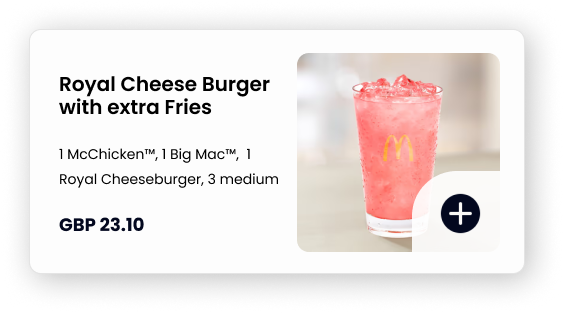 Royal Cheese Burger
with extra Fries
1 McChicken™, 1 Big Mac™, 1
Royal Cheeseburger, 3 medium
GBP 23.10